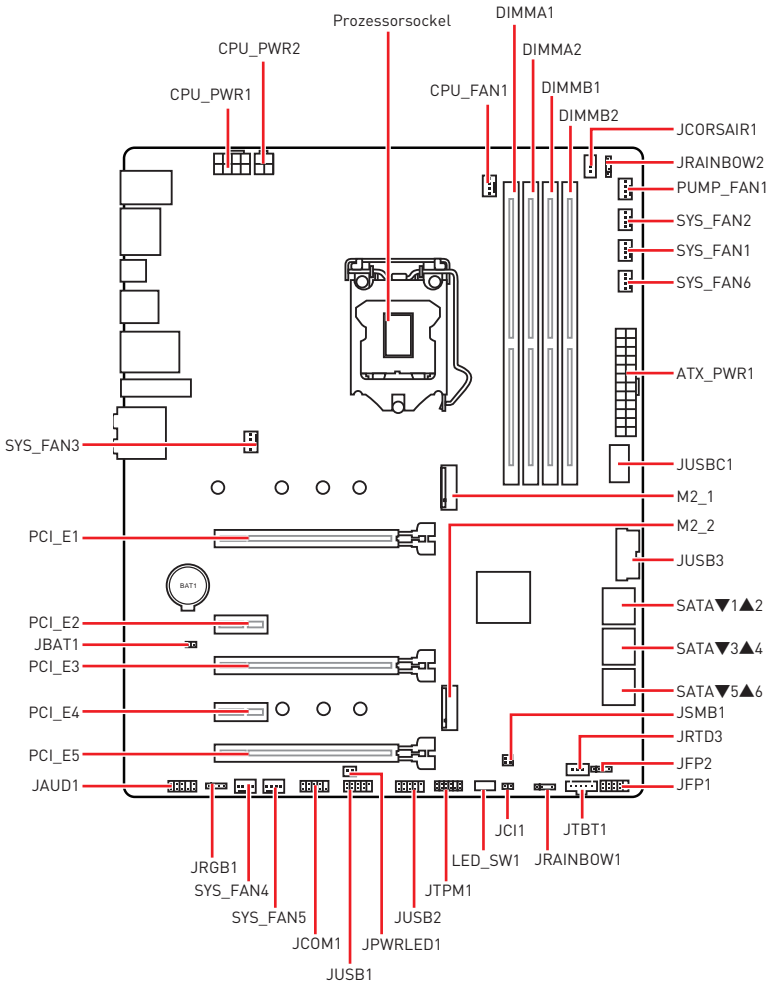 Prozessorsockel
DIMMA1
CPU_PWR2
DIMMA2
CPU_PWR1
CPU_FAN1
DIMMB1
DIMMB2
JCORSAIR1
JRAINBOW2
PUMP_FAN1
SYS_FAN2
SYS_FAN1
SYS_FAN6
ATX_PWR1
SYS_FAN3
JUSBC1
M2_1
M2_2
PCI_E1
JUSB3
BAT1
SATA▼1▲2
PCI_E2
JBAT1
SATA▼3▲4
PCI_E3
SATA▼5▲6
PCI_E4
JSMB1
JRTD3
PCI_E5
JFP2
JAUD1
JFP1
JCI1
JTBT1
LED_SW1
JRAINBOW1
JRGB1
SYS_FAN4
JTPM1
SYS_FAN5
JUSB2
JCOM1
JPWRLED1
JUSB1